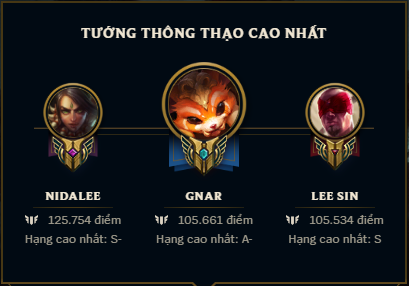 TƯỚNG THÔNG THẠO CAO NHẤT
NIDALEE
125.754 điểm
Hạng cao nhất: S-
GNAR
105.661 điểm
Hạng cao nhất: A-
LEE SIN
105.534 điểm
Hạng cao nhất: S